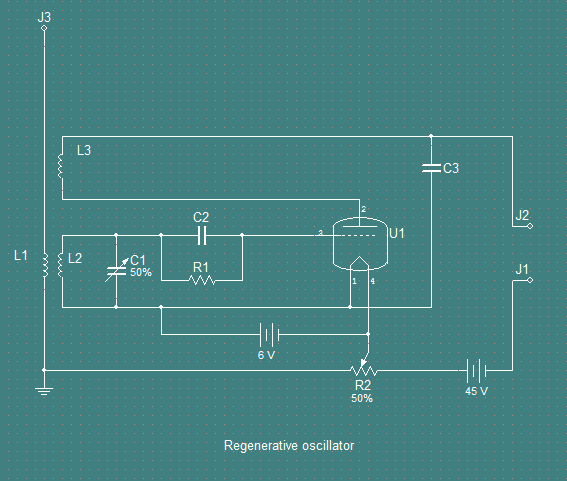 J3
L3
C3
2
C2
J2
3
U1
L1
L2
C1
50%
R1
J1
1
4
6 V
R2
50%
45 V
Regenerative oscillator